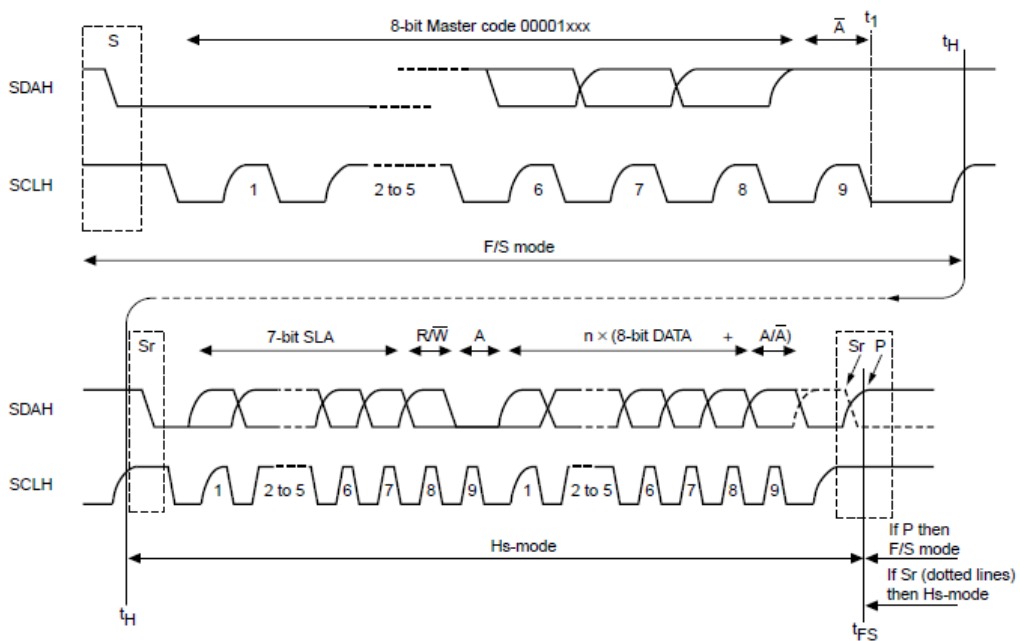 8-bit Master code 00001xxx
S
A̅
t1
tH
SDAH
SCLH
1
2 to 5
6
7
8
9
F/S mode
Sr
7-bit SLA
R/W̅
A
n × (8-bit DATA
+
A/A̅)
Sr
P
SDAH
SCLH
1
2 to 5
6
7
8
9
1
2 to 5
6
7
8
9
Hs-mode
If P then
F/S mode
If Sr (dotted lines)
then Hs-mode
tH
tFS